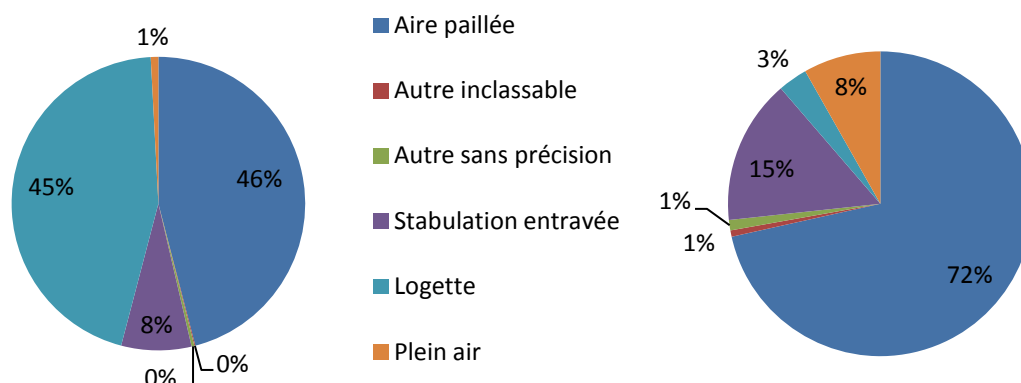 1%
46%
45%
8%
0%
0%
Aire paillée
Autre inclassable
Autre sans précision
Stabulation entravée
Logette
Plein air
3%
8%
15%
1%
1%
72%